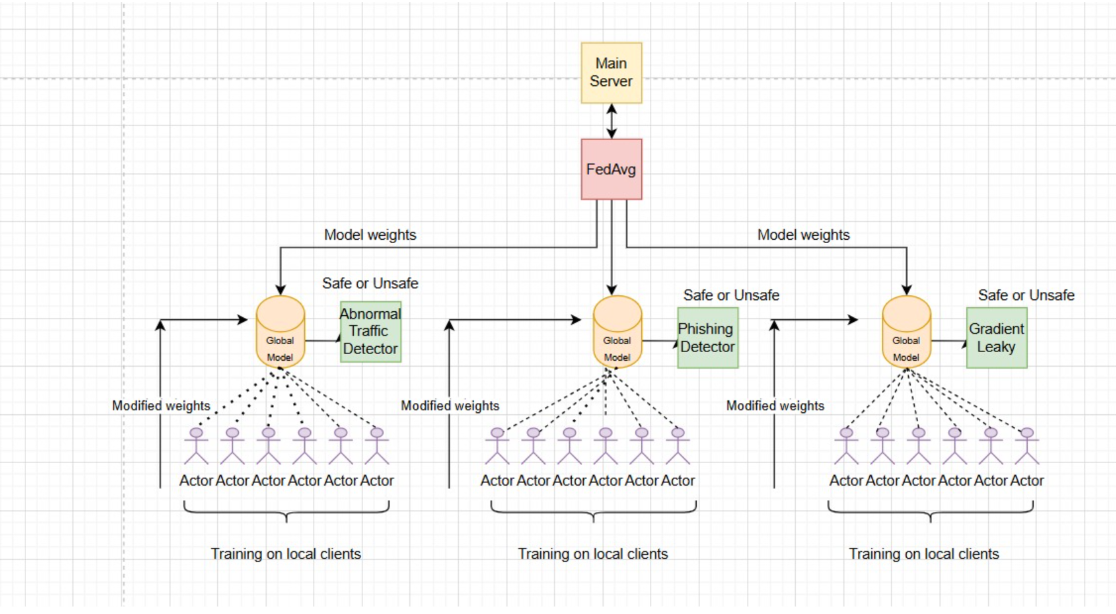 Main
Server
FedAvg
Model weights
Model weights
Safe or Unsafe
Safe or Unsafe
Safe or Unsafe
Global
Model
Abnormal
Traffic
Detector
Global
Model
Phishing
Detector
Global
Model
Gradient
Leaky
Modified weights
Modified weights
Modified weights
Actor Actor Actor Actor Actor Actor
Actor Actor Actor Actor Actor Actor
Actor Actor Actor Actor Actor Actor
Training on local clients
Training on local clients
Training on local clients